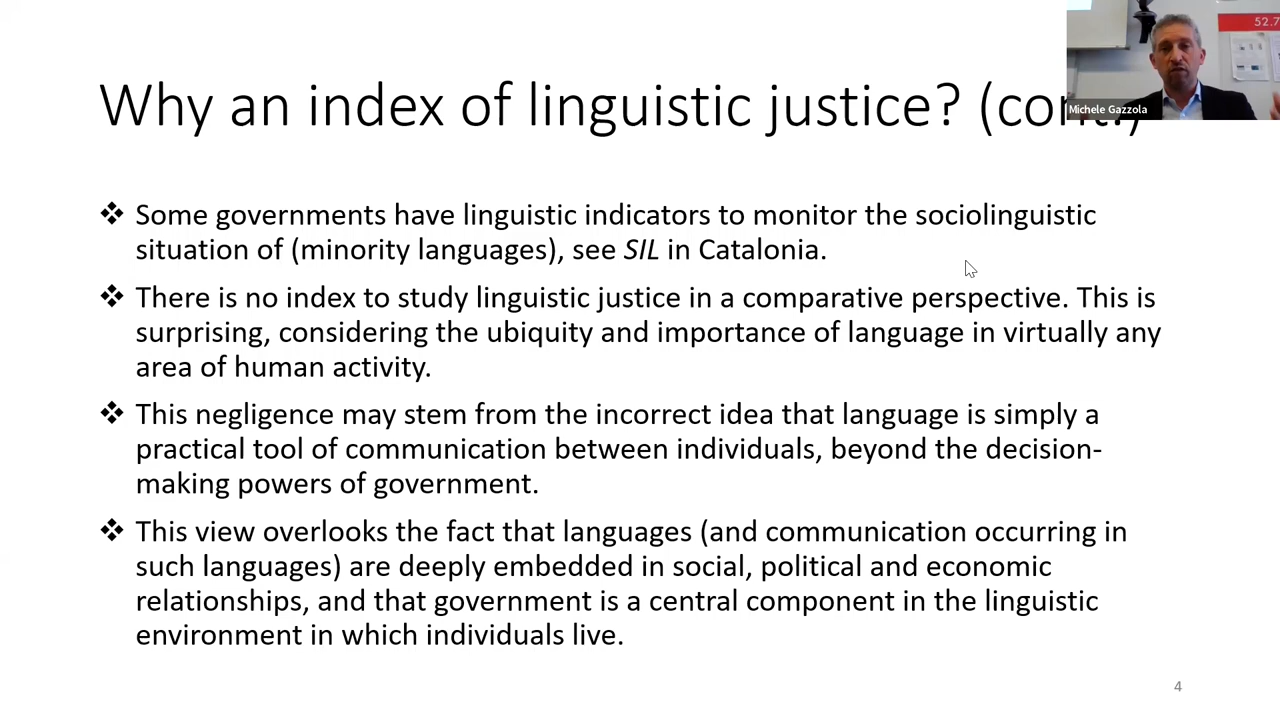 Why an index of linguistic justice? (cont.)
52.7
Michele Gazzola
❖ Some governments have linguistic indicators to monitor the sociolinguistic
situation of (minority languages), see SIL in Catalonia.
❖ There is no index to study linguistic justice in a comparative perspective. This is
surprising, considering the ubiquity and importance of language in virtually any
area of human activity.
❖ This negligence may stem from the incorrect idea that language is simply a
practical tool of communication between individuals, beyond the decision-
making powers of government.
❖ This view overlooks the fact that languages (and communication occurring in
such languages) are deeply embedded in social, political and economic
relationships, and that government is a central component in the linguistic
environment in which individuals live.
4